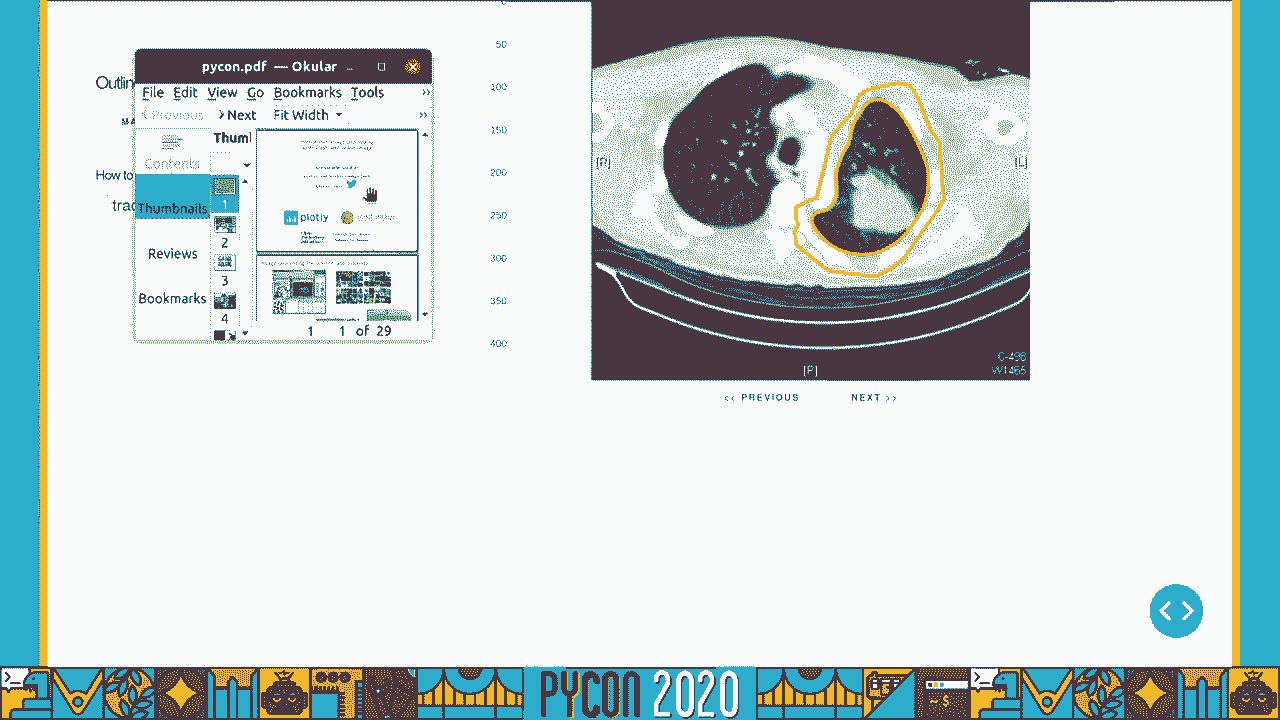 Outlin
How to
trac
pycon.pdf — Okular
File Edit View Go Bookmarks Tools »
Previous Next Fit Width »
Contents
Thumbnails
Reviews
Bookmarks
Thuml
1
2
3
4
plotly
1 1 of 29
0
50
100
150
200
250
300
350
400
[R]
[L]
[P]
C-498
W1465
<< PREVIOUS NEXT >>
PYCON 2020
~ $